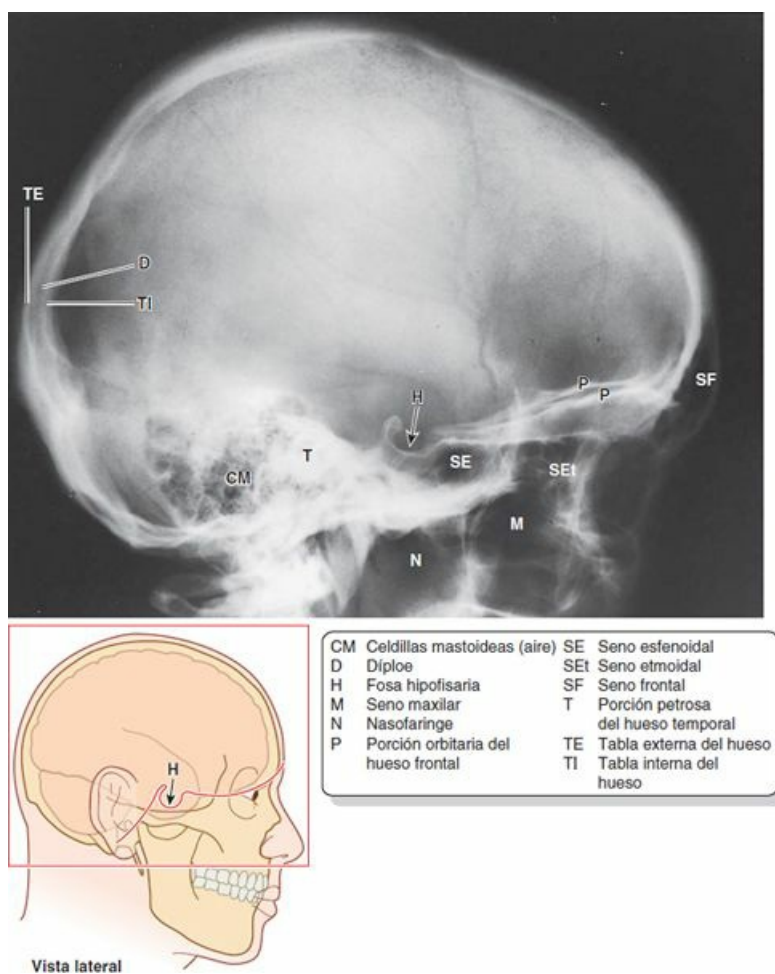 TE
D
TI
H
P
P
SF
T
SE
SEt
CM
M
N
H
Vista lateral
CM Celdillas mastoideas (aire)
D Díploe
H Fosa hipofisaria
M Seno maxilar
N Nasofaringe
P Porción orbitaria del
hueso frontal
SE Seno esfenoidal
SEt Seno etmoidal
SF Seno frontal
T Porción petrosa
del hueso temporal
TE Tabla externa del hueso
TI Tabla interna del
hueso